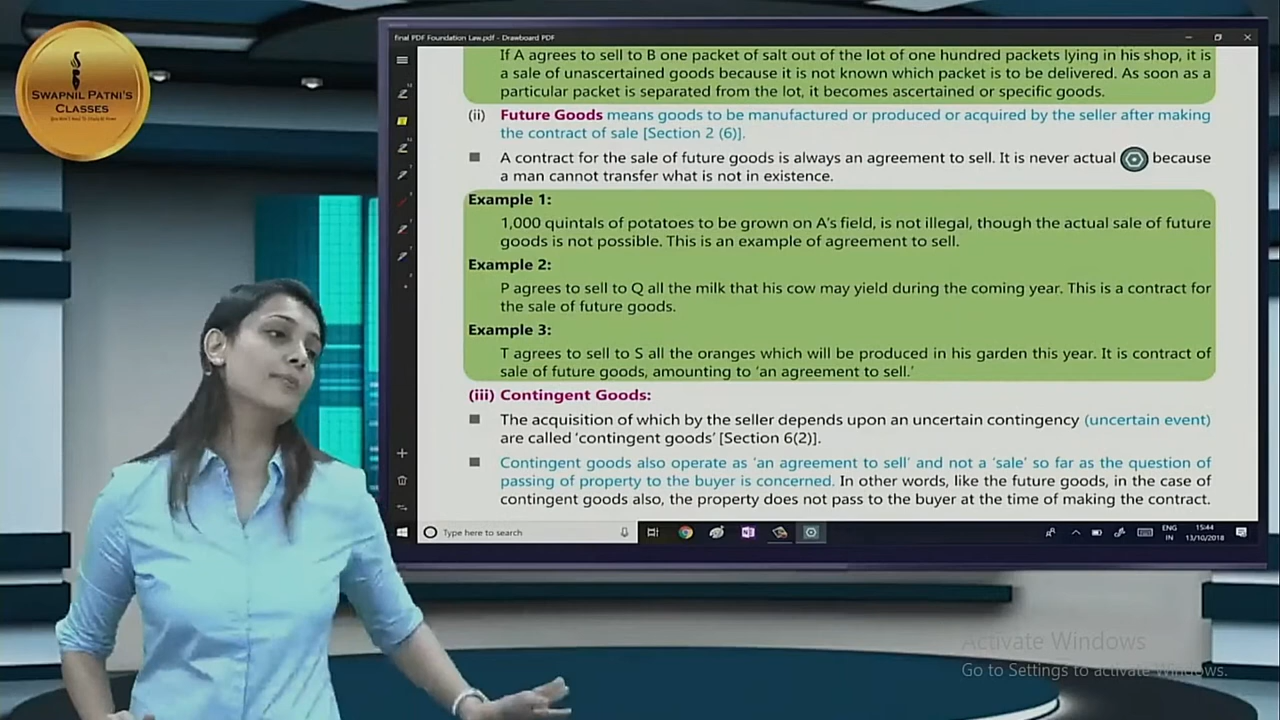 SWAPNIL PATNI'S
CLASSES
final PDF Foundation Law.pdf - Drawboard PDF
If A agrees to sell to B one packet of salt out of the lot of one hundred packets lying in his shop, it is
a sale of unascertained goods because it is not known which packet is to be delivered. As soon as a
particular packet is separated from the lot, it becomes ascertained or specific goods.
(ii) Future Goods means goods to be manufactured or produced or acquired by the seller after making
the contract of sale [Section 2 (6)].
A contract for the sale of future goods is always an agreement to sell. It is never actual because
a man cannot transfer what is not in existence.
Example 1:
1,000 quintals of potatoes to be grown on A's field, is not illegal, though the actual sale of future
goods is not possible. This is an example of agreement to sell.
Example 2:
P agrees to sell to Q all the milk that his cow may yield during the coming year. This is a contract for
the sale of future goods.
Example 3:
T agrees to sell to S all the oranges which will be produced in his garden this year. It is contract of
sale of future goods, amounting to 'an agreement to sell.'
(iii) Contingent Goods:
The acquisition of which by the seller depends upon an uncertain contingency (uncertain event)
are called 'contingent goods' [Section 6(2)].
Contingent goods also operate as 'an agreement to sell' and not a 'sale' so far as the question of
passing of property to the buyer is concerned. In other words, like the future goods, in the case of
contingent goods also, the property does not pass to the buyer at the time of making the contract.
Type here to search
ENG
IN
15:44
13/10/2018
Activate Windows
Go to Settings to activate Windows.